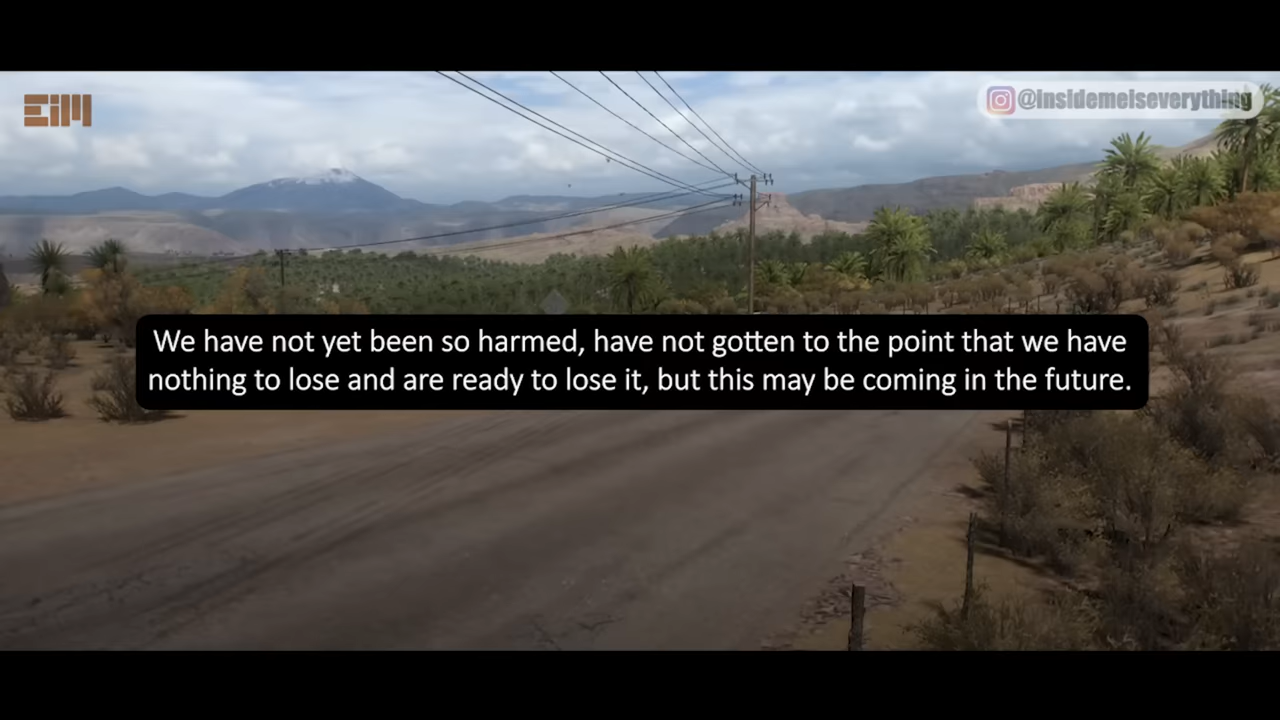 EiM
@insidemeiseverything
We have not yet been so harmed, have not gotten to the point that we have
nothing to lose and are ready to lose it, but this may be coming in the future.